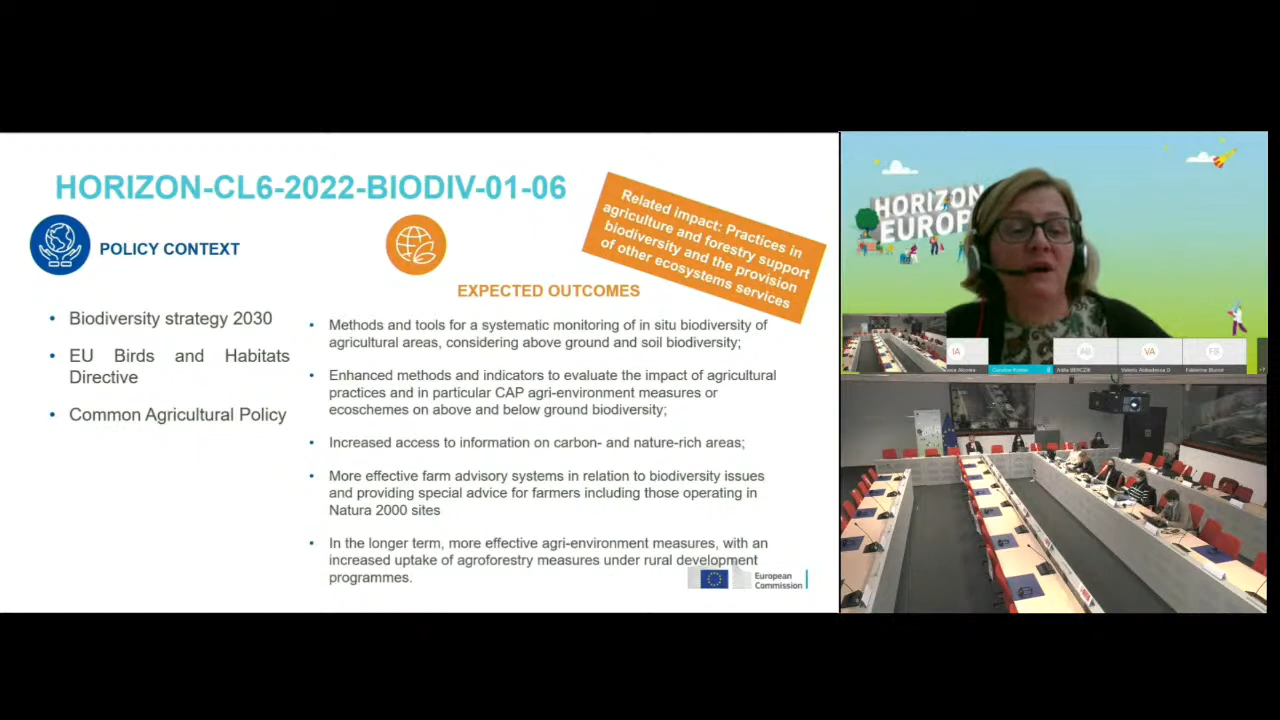 HORIZON-CL6-2022-BIODIV-01-06
Related impact: Practices in
agriculture and forestry support
biodiversity and the provision
of other ecosystems services
POLICY CONTEXT
• Biodiversity strategy 2030
• EU Birds and Habitats
Directive
• Common Agricultural Policy
EXPECTED OUTCOMES
• Methods and tools for a systematic monitoring of in situ biodiversity of
agricultural areas, considering above ground and soil biodiversity;
• Enhanced methods and indicators to evaluate the impact of agricultural
practices and in particular CAP agri-environment measures or
ecoschemes on above and below ground biodiversity;
• Increased access to information on carbon- and nature-rich areas;
• More effective farm advisory systems in relation to biodiversity issues
and providing special advice for farmers including those operating in
Natura 2000 sites
• In the longer term, more effective agri-environment measures, with an
increased uptake of agroforestry measures under rural development
programmes.
European
Commission
HORIZON
EUROP
IA
VA
FB